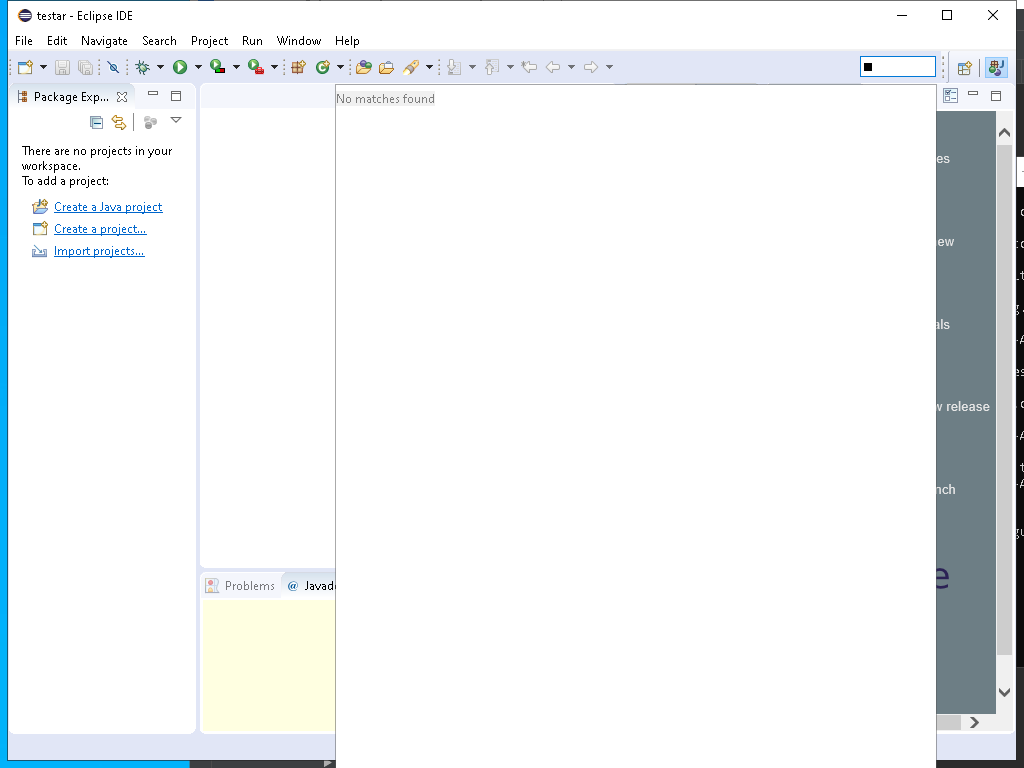 testar - Eclipse IDE
File Edit Navigate Search Project Run Window Help
Package Exp...
No matches found
There are no projects in your
workspace.
To add a project:
Create a Java project
Create a project...
Import projects...
es
ew
als
w release
nch
e
Problems @ Javad